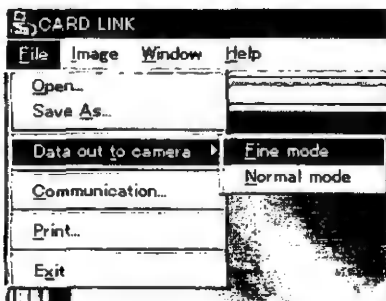 CARD LINK
File Image Window Help
Open...
Save As...
Data out to camera
Fine mode
Normal mode
Communication...
Print...
Exit